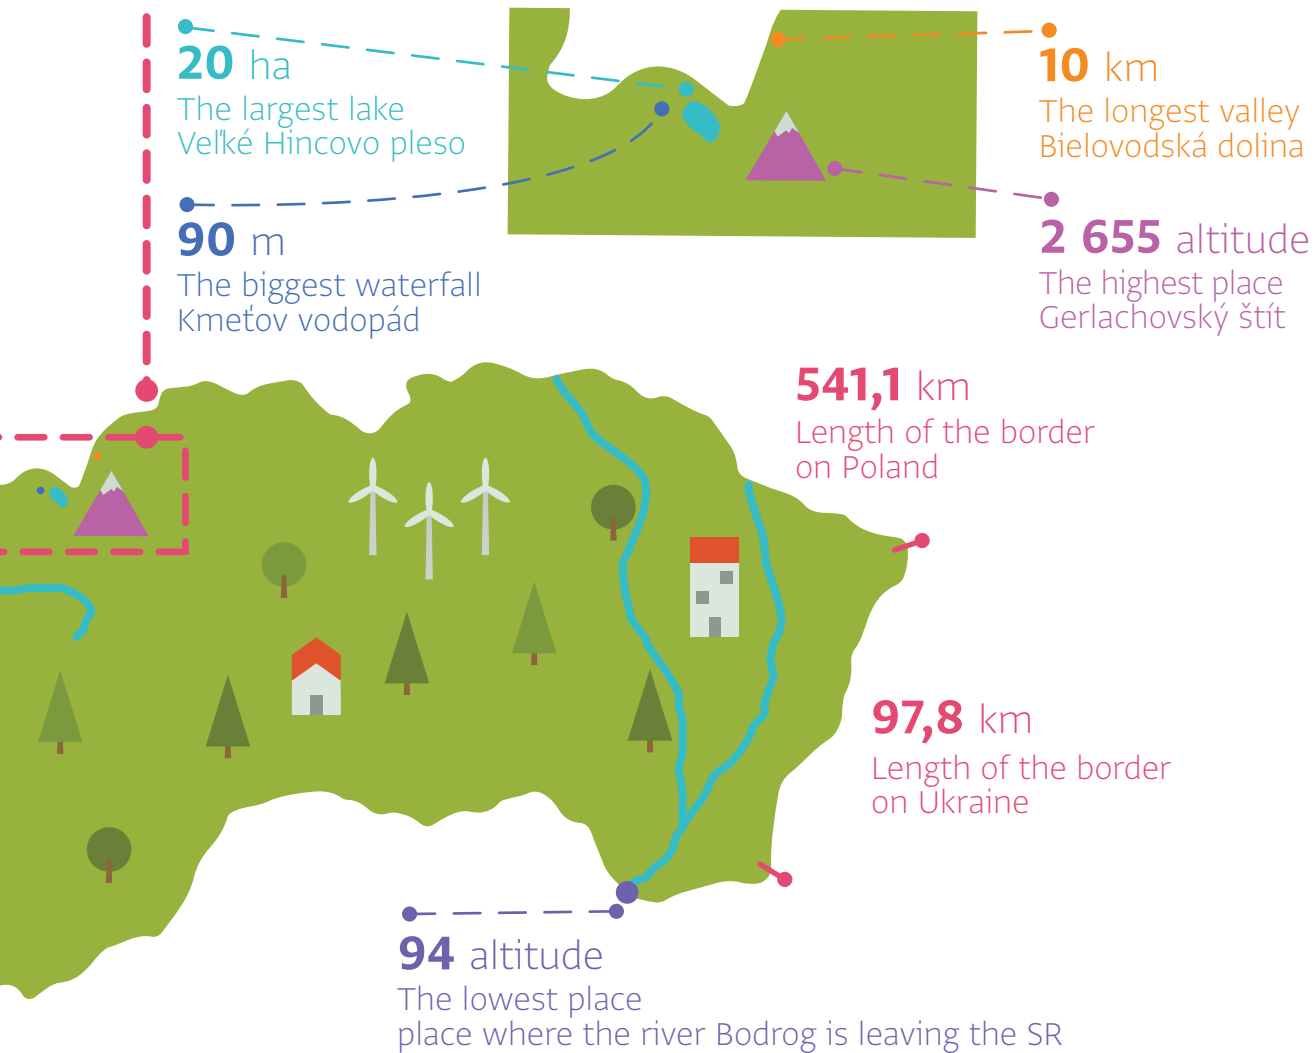 20 ha
The largest lake
Veľké Hincovo pleso
90 m
The biggest waterfall
Kmeťov vodopád
10 km
The longest valley
Bielovodská dolina
2 655 altitude
The highest place
Gerlachovský štít
541,1 km
Length of the border
on Poland
97,8 km
Length of the border
on Ukraine
94 altitude
The lowest place
place where the river Bodrog is leaving the SR